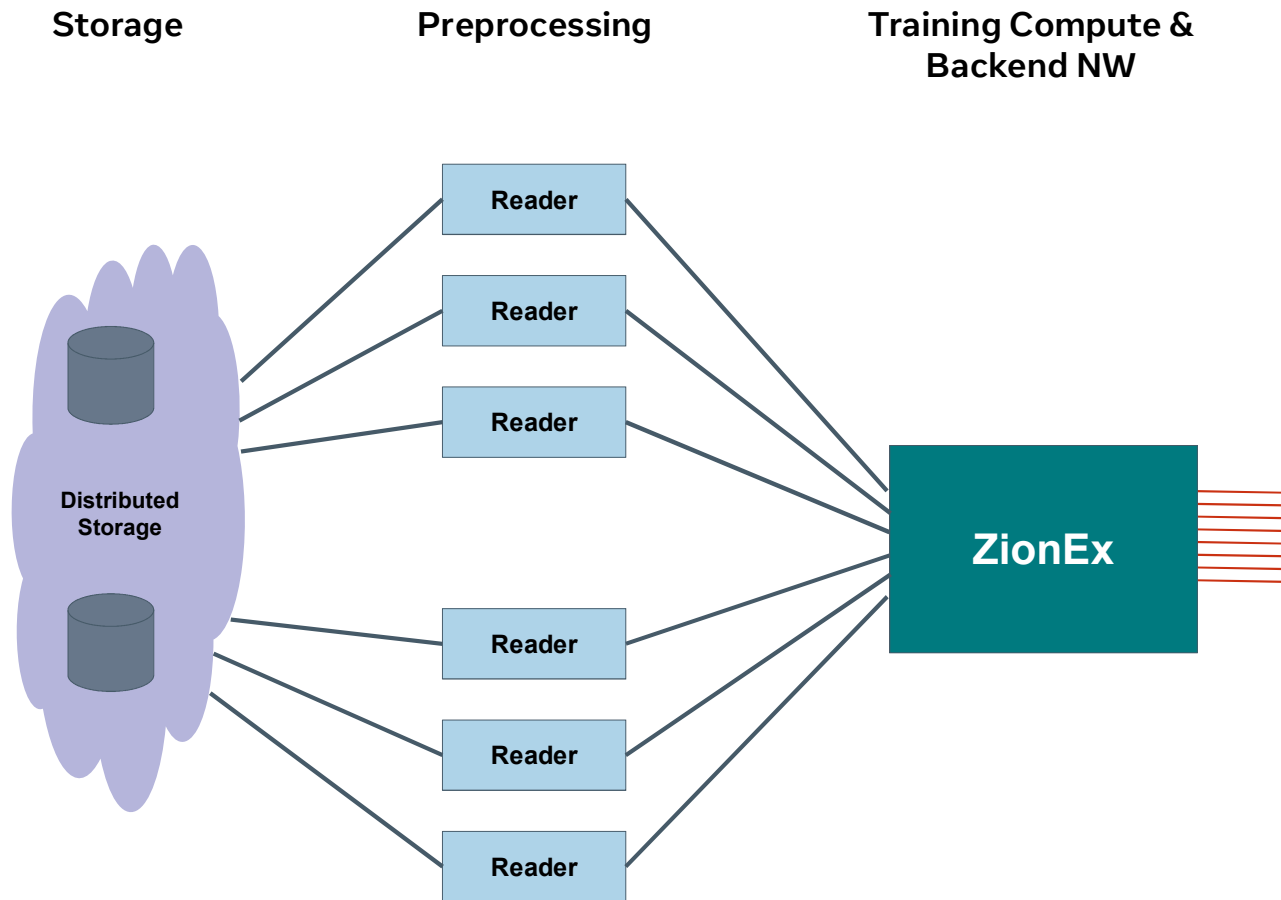 Storage
Preprocessing
Training Compute &
Backend NW
Reader
Reader
Reader
Distributed
Storage
ZionEx
Reader
Reader
Reader